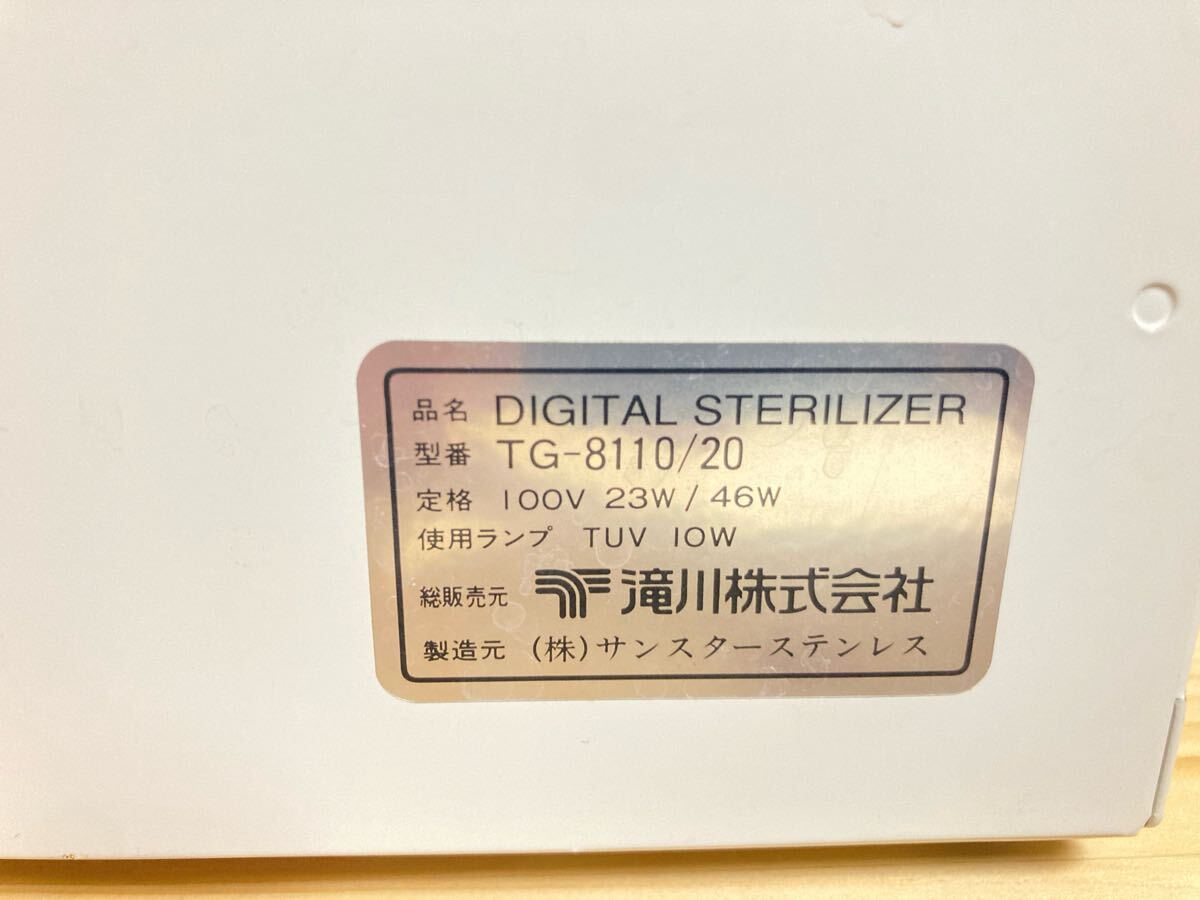 品名 DIGITAL STERILIZER
型番 TG-8110/20
定格 100V 23W/46W
使用ランプ TUV 10W
総販売元 滝川株式会社
製造元 (株)サンスターステンレス